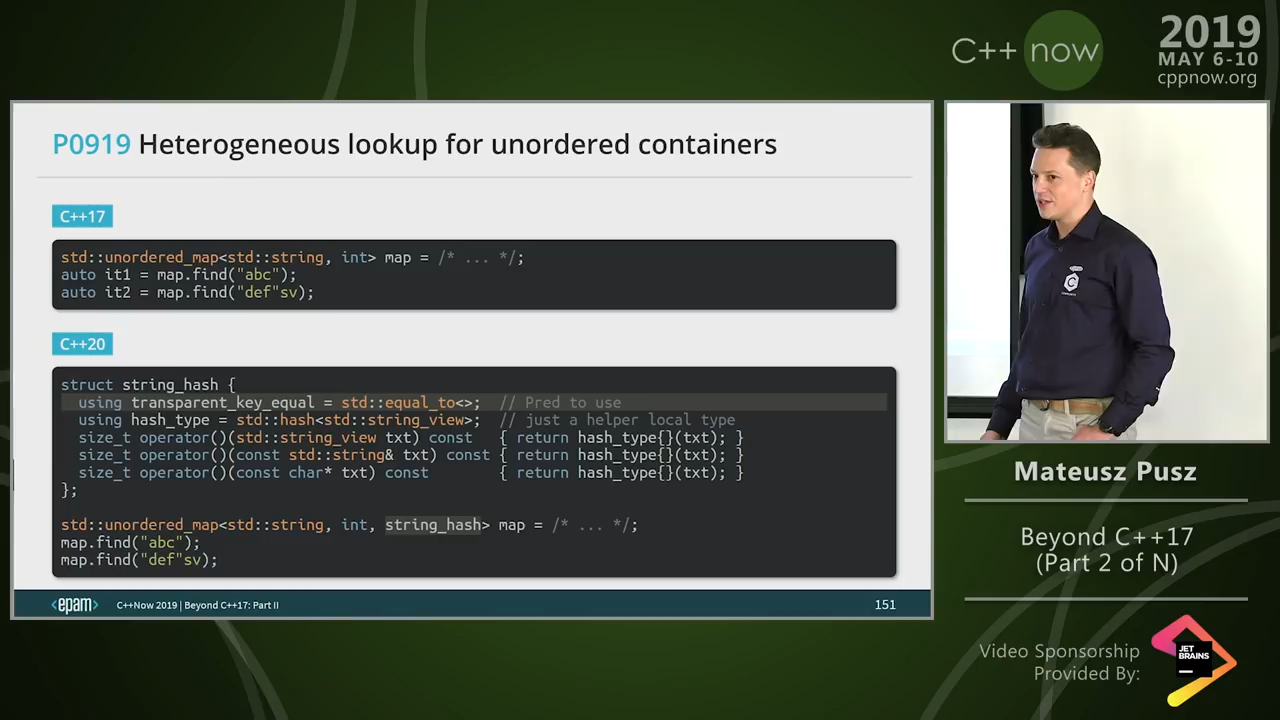 C++ now
2019
MAY 6-10
cppnow.org
P0919 Heterogeneous lookup for unordered containers
C++17
std::unordered_map<std::string, int> map = /* ... */;
auto it1 = map.find("abc");
auto it2 = map.find("def"sv);
C++20
struct string_hash {
  using transparent_key_equal = std::equal_to<>;  // Pred to use
  using hash_type = std::hash<std::string_view>;  // just a helper local type
  size_t operator()(std::string_view txt) const   { return hash_type{}(txt); }
  size_t operator()(const std::string& txt) const { return hash_type{}(txt); }
  size_t operator()(const char* txt) const        { return hash_type{}(txt); }
};
std::unordered_map<std::string, int, string_hash> map = /* ... */;
map.find("abc");
map.find("def"sv);
<epam>
C++Now 2019 | Beyond C++17: Part II
151
Mateusz Pusz
Beyond C++17
(Part 2 of N)
Video Sponsorship
Provided By:
JET
BRAINS